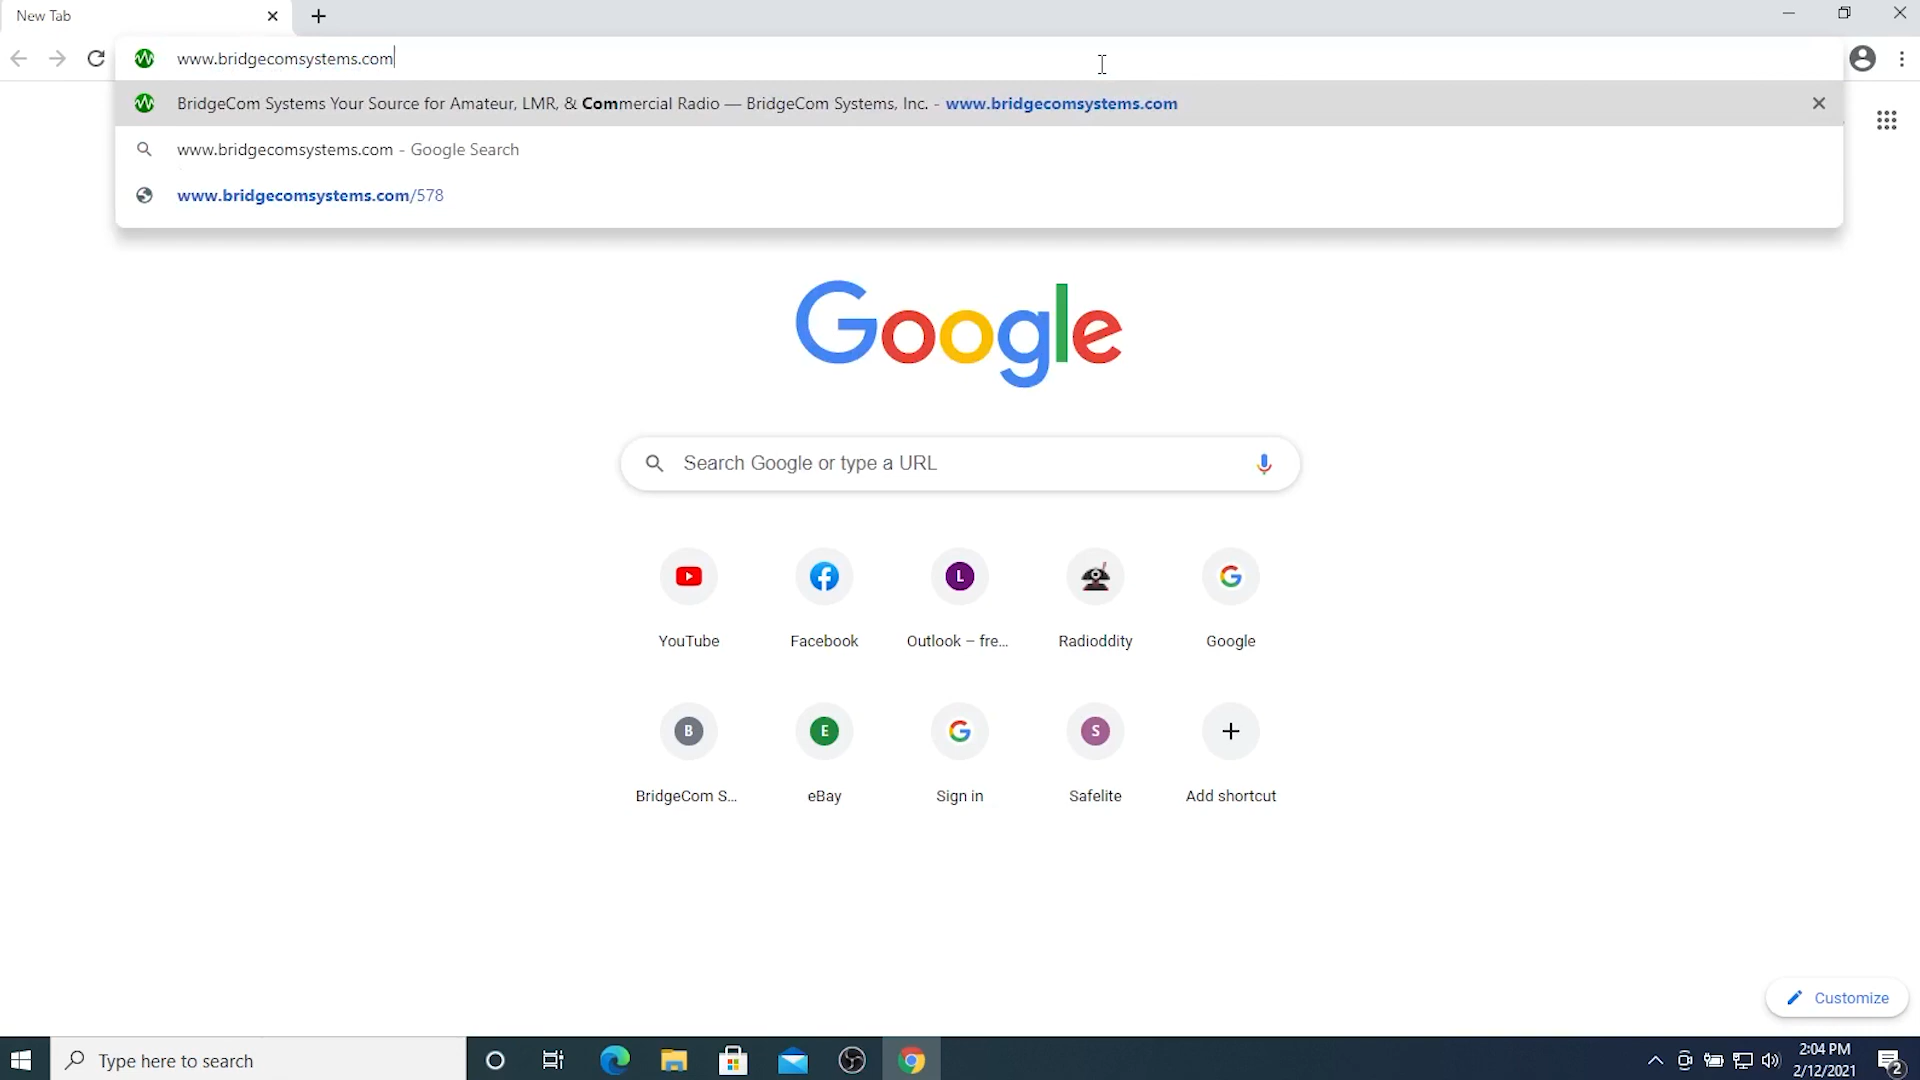 New Tab
www.bridgecomsystems.com
BridgeCom Systems Your Source for Amateur, LMR, & Commercial Radio — BridgeCom Systems, Inc. - www.bridgecomsystems.com
www.bridgecomsystems.com - Google Search
www.bridgecomsystems.com/578
Google
Search Google or type a URL
L
YouTube Facebook Outlook – fre... Radioddity Google
B E S
BridgeCom S... eBay Sign in Safelite Add shortcut
Customize
Type here to search
2:04 PM
2/12/2021
2